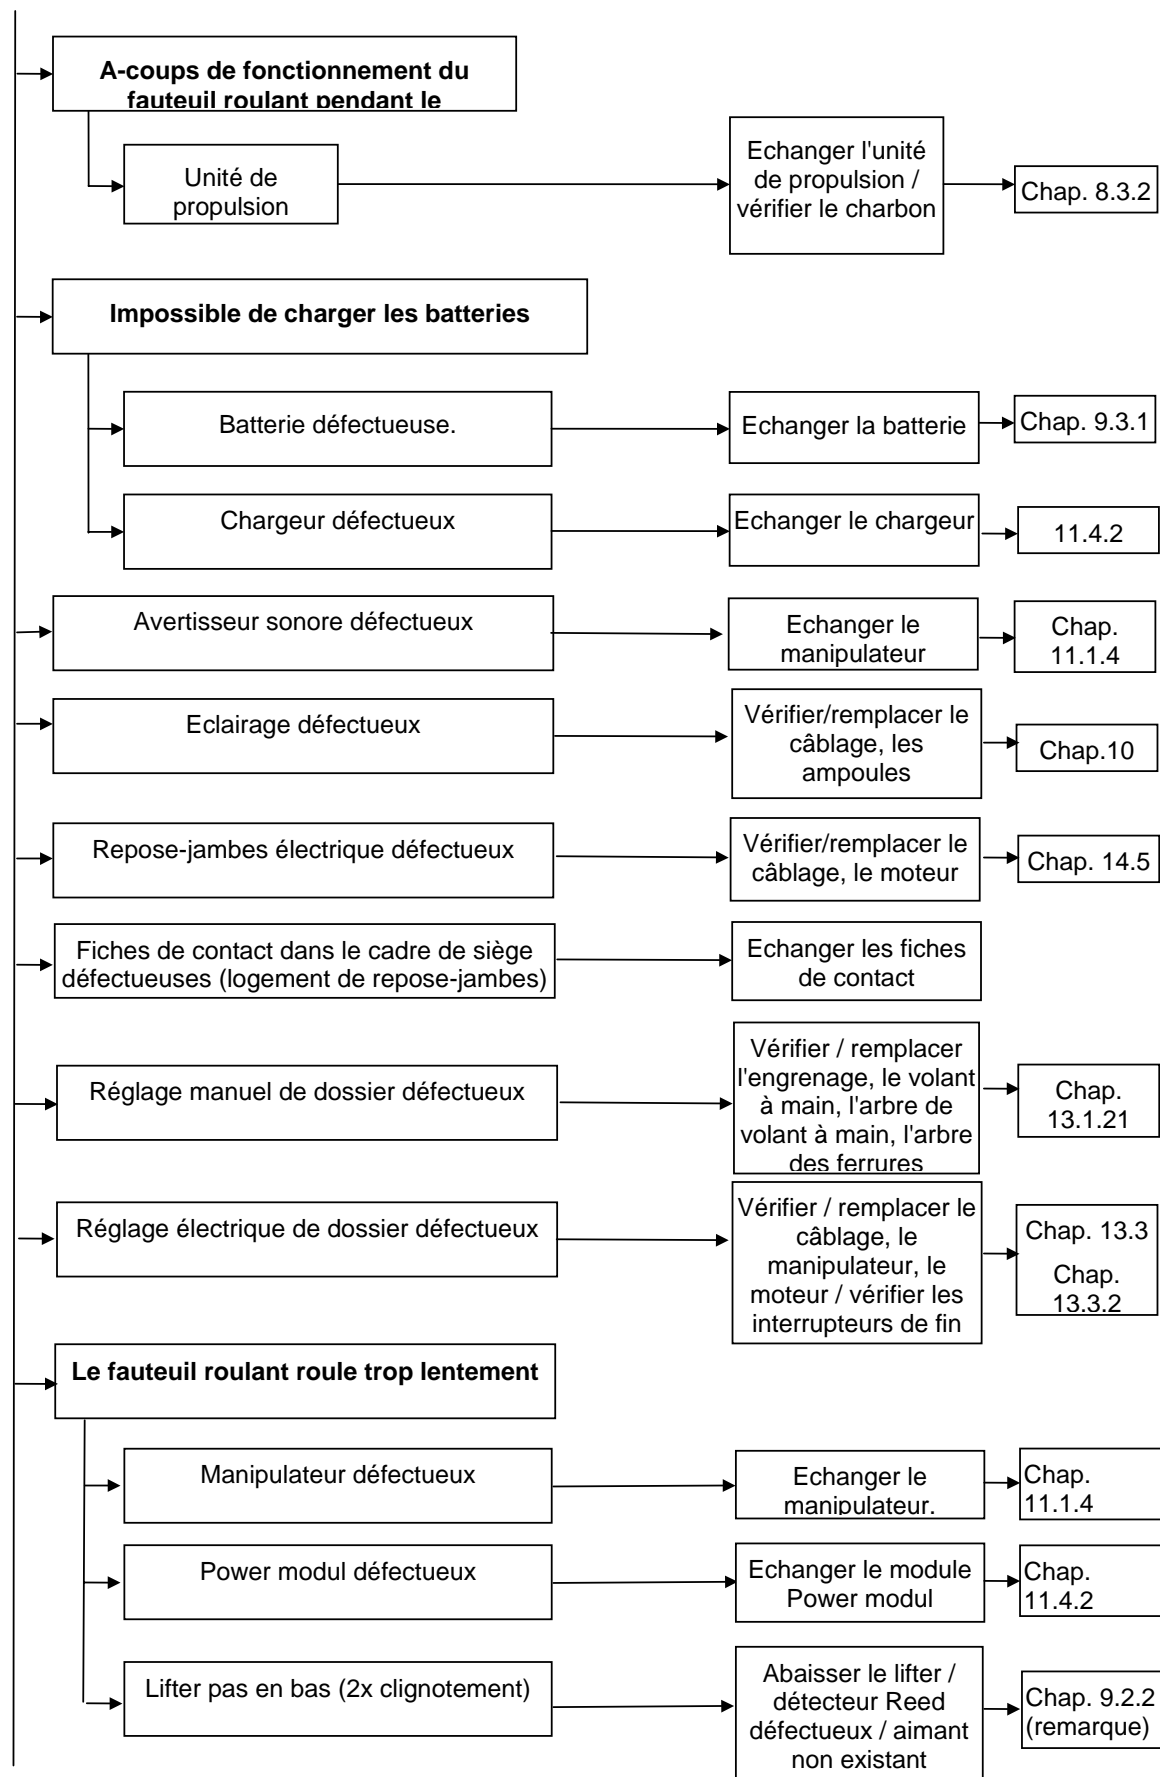 A-coups de fonctionnement du
fauteuil roulant pendant le
Unité de
propulsion
Echanger l'unité
de propulsion /
vérifier le charbon
Chap. 8.3.2
Impossible de charger les batteries
Batterie défectueuse.
Echanger la batterie
Chap. 9.3.1
Chargeur défectueux
Echanger le chargeur
11.4.2
Avertisseur sonore défectueux
Echanger le
manipulateur
Chap.
11.1.4
Eclairage défectueux
Vérifier/remplacer le
câblage, les
ampoules
Chap.10
Repose-jambes électrique défectueux
Vérifier/remplacer le
câblage, le moteur
Chap. 14.5
Fiches de contact dans le cadre de siège
défectueuses (logement de repose-jambes)
Echanger les fiches
de contact
Réglage manuel de dossier défectueux
Vérifier / remplacer
l'engrenage, le volant
à main, l'arbre de
volant à main, l'arbre
des ferrures
Chap.
13.1.21
Réglage électrique de dossier défectueux
Vérifier / remplacer le
câblage, le
manipulateur, le
moteur / vérifier les
interrupteurs de fin
Chap. 13.3
Chap.
13.3.2
Le fauteuil roulant roule trop lentement
Manipulateur défectueux
Echanger le
manipulateur.
Chap.
11.1.4
Power modul défectueux
Echanger le module
Power modul
Chap.
11.4.2
Lifter pas en bas (2x clignotement)
Abaisser le lifter /
détecteur Reed
défectueux / aimant
non existant
Chap. 9.2.2
(remarque)